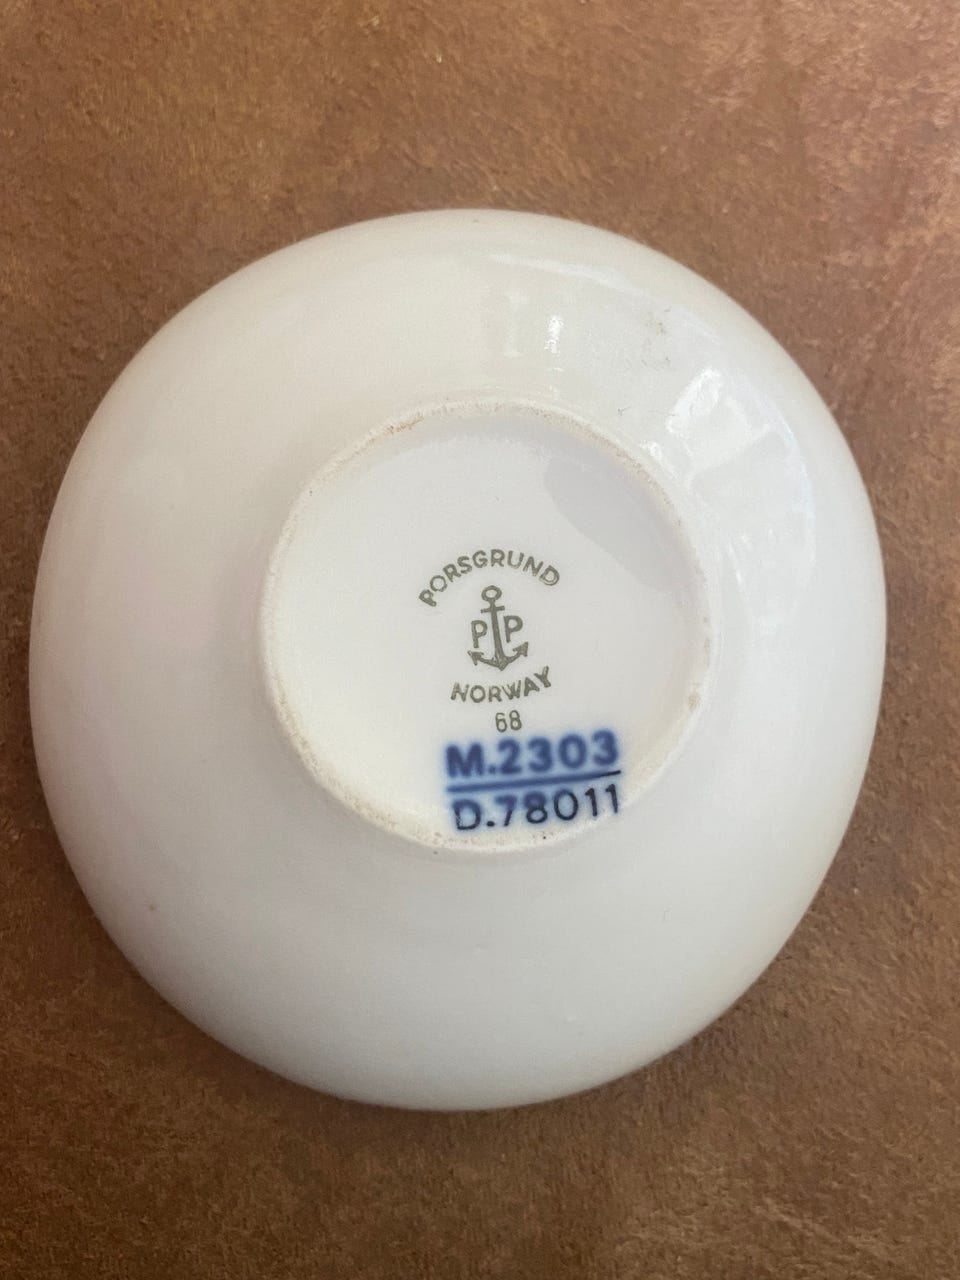 PORSGRUND
PP
NORWAY
68
M.2303
D.78011